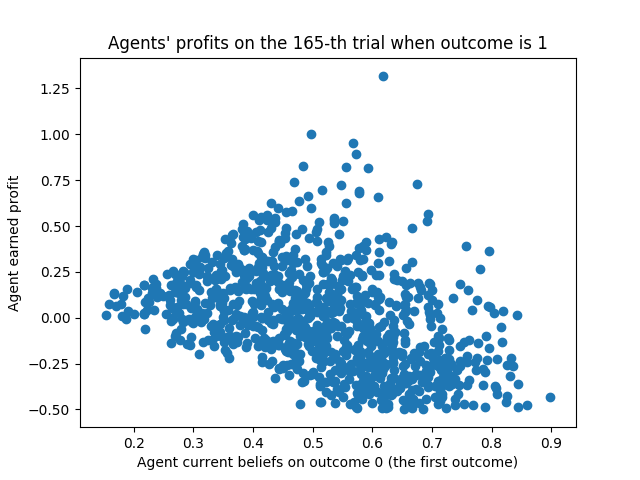 Agents' profits on the 165-th trial when outcome is 1
1.25
1.00
0.75
0.50
0.25
0.00
−0.25
−0.50
Agent earned profit
0.2 0.3 0.4 0.5 0.6 0.7 0.8 0.9
Agent current beliefs on outcome 0 (the first outcome)